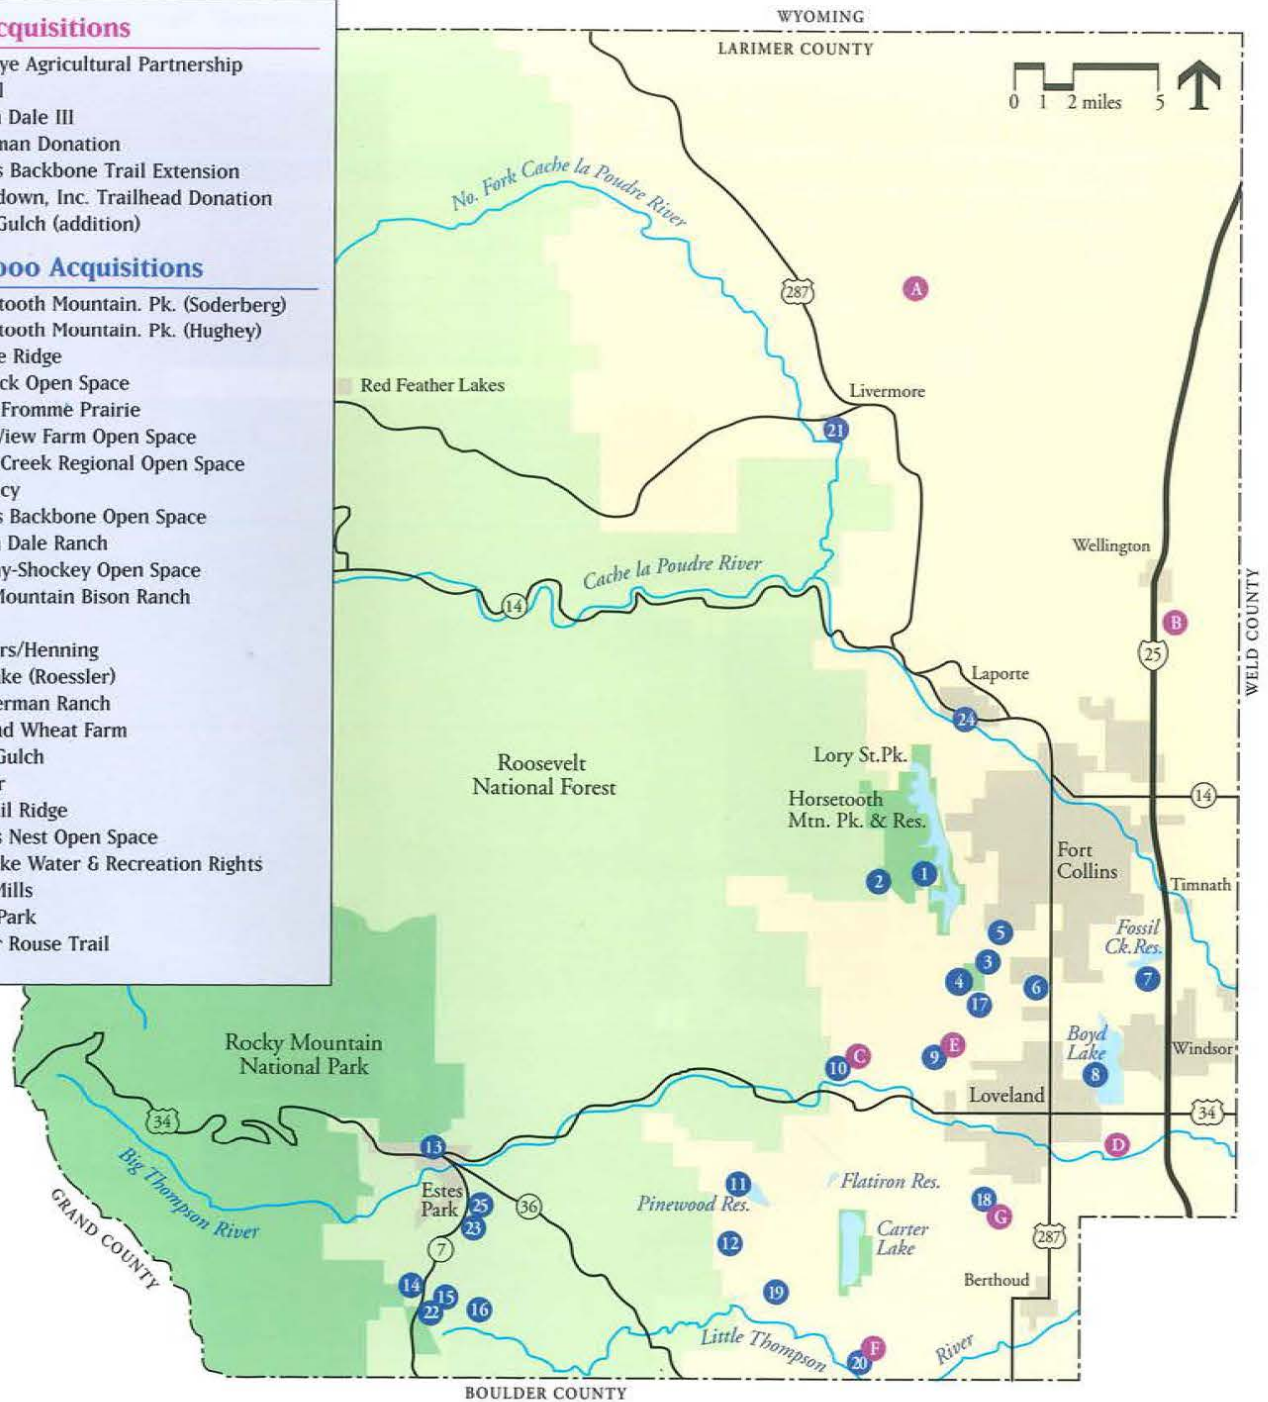 cquisitions
ye Agricultural Partnership
l
Dale III
man Donation
s Backbone Trail Extension
down, Inc. Trailhead Donation
Gulch (addition)
000 Acquisitions
tooth Mountain. Pk. (Soderberg)
tooth Mountain. Pk. (Hughey)
e Ridge
ck Open Space
Fromme Prairie
View Farm Open Space
Creek Regional Open Space
cy
s Backbone Open Space
Dale Ranch
ay-Shockey Open Space
Mountain Bison Ranch
rs/Henning
ke (Roessler)
erman Ranch
nd Wheat Farm
Gulch
r
il Ridge
s Nest Open Space
ke Water & Recreation Rights
Mills
Park
r Rouse Trail
WYOMING
LARIMER COUNTY
0 1 2 miles 5
No. Fork Cache la Poudre River
287
A
Red Feather Lakes
Livermore
21
Wellington
Cache la Poudre River
14
B
25
WELD COUNTY
Laporte
24
Lory St.Pk.
Roosevelt
National Forest
Horsetooth
Mtn. Pk. & Res.
14
Fort
Collins
2
1
Timnath
5
Fossil
Ck.Res.
3
4
6
7
17
Rocky Mountain
National Park
Boyd
Lake
Windsor
E
9
C
10
8
Loveland
34
34
13
D
Big Thompson River
Estes
Park
25
23
36
7
11
Pinewood Res.
Flatiron Res.
18
G
12
Carter
Lake
287
GRAND COUNTY
Berthoud
14
15
22
16
19
Little Thompson
River
F
20
BOULDER COUNTY